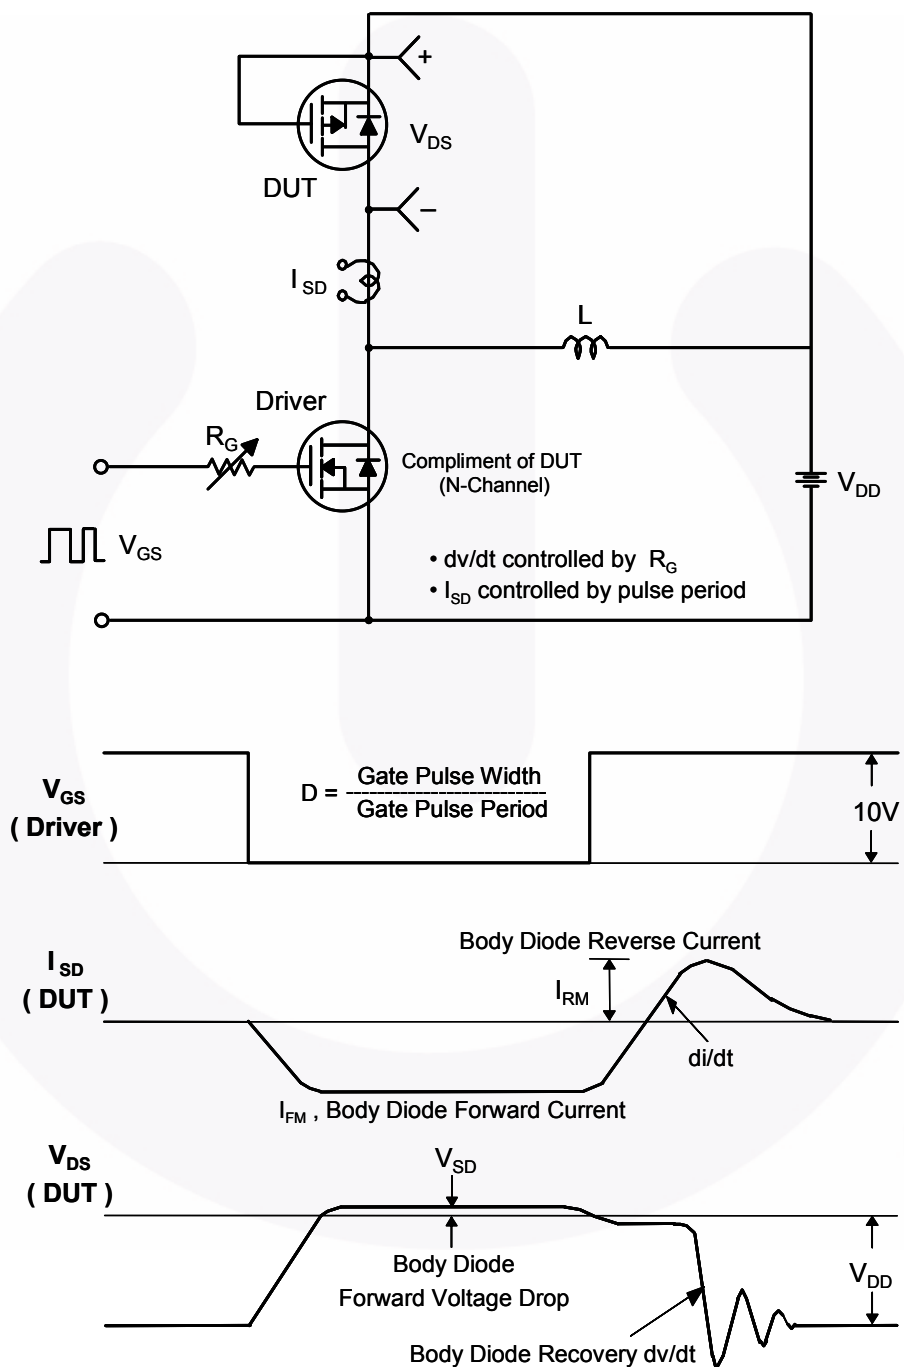 +
V_DS
DUT
−
I_SD
L
Driver
R_G
Compliment of DUT
(N-Channel)
V_DD
V_GS
• dv/dt controlled by R_G
• I_SD controlled by pulse period
V_GS
( Driver )
D = Gate Pulse Width
Gate Pulse Period
10V
Body Diode Reverse Current
I_SD
( DUT )
I_RM
di/dt
I_FM , Body Diode Forward Current
V_DS
( DUT )
V_SD
Body Diode
Forward Voltage Drop
V_DD
Body Diode Recovery dv/dt